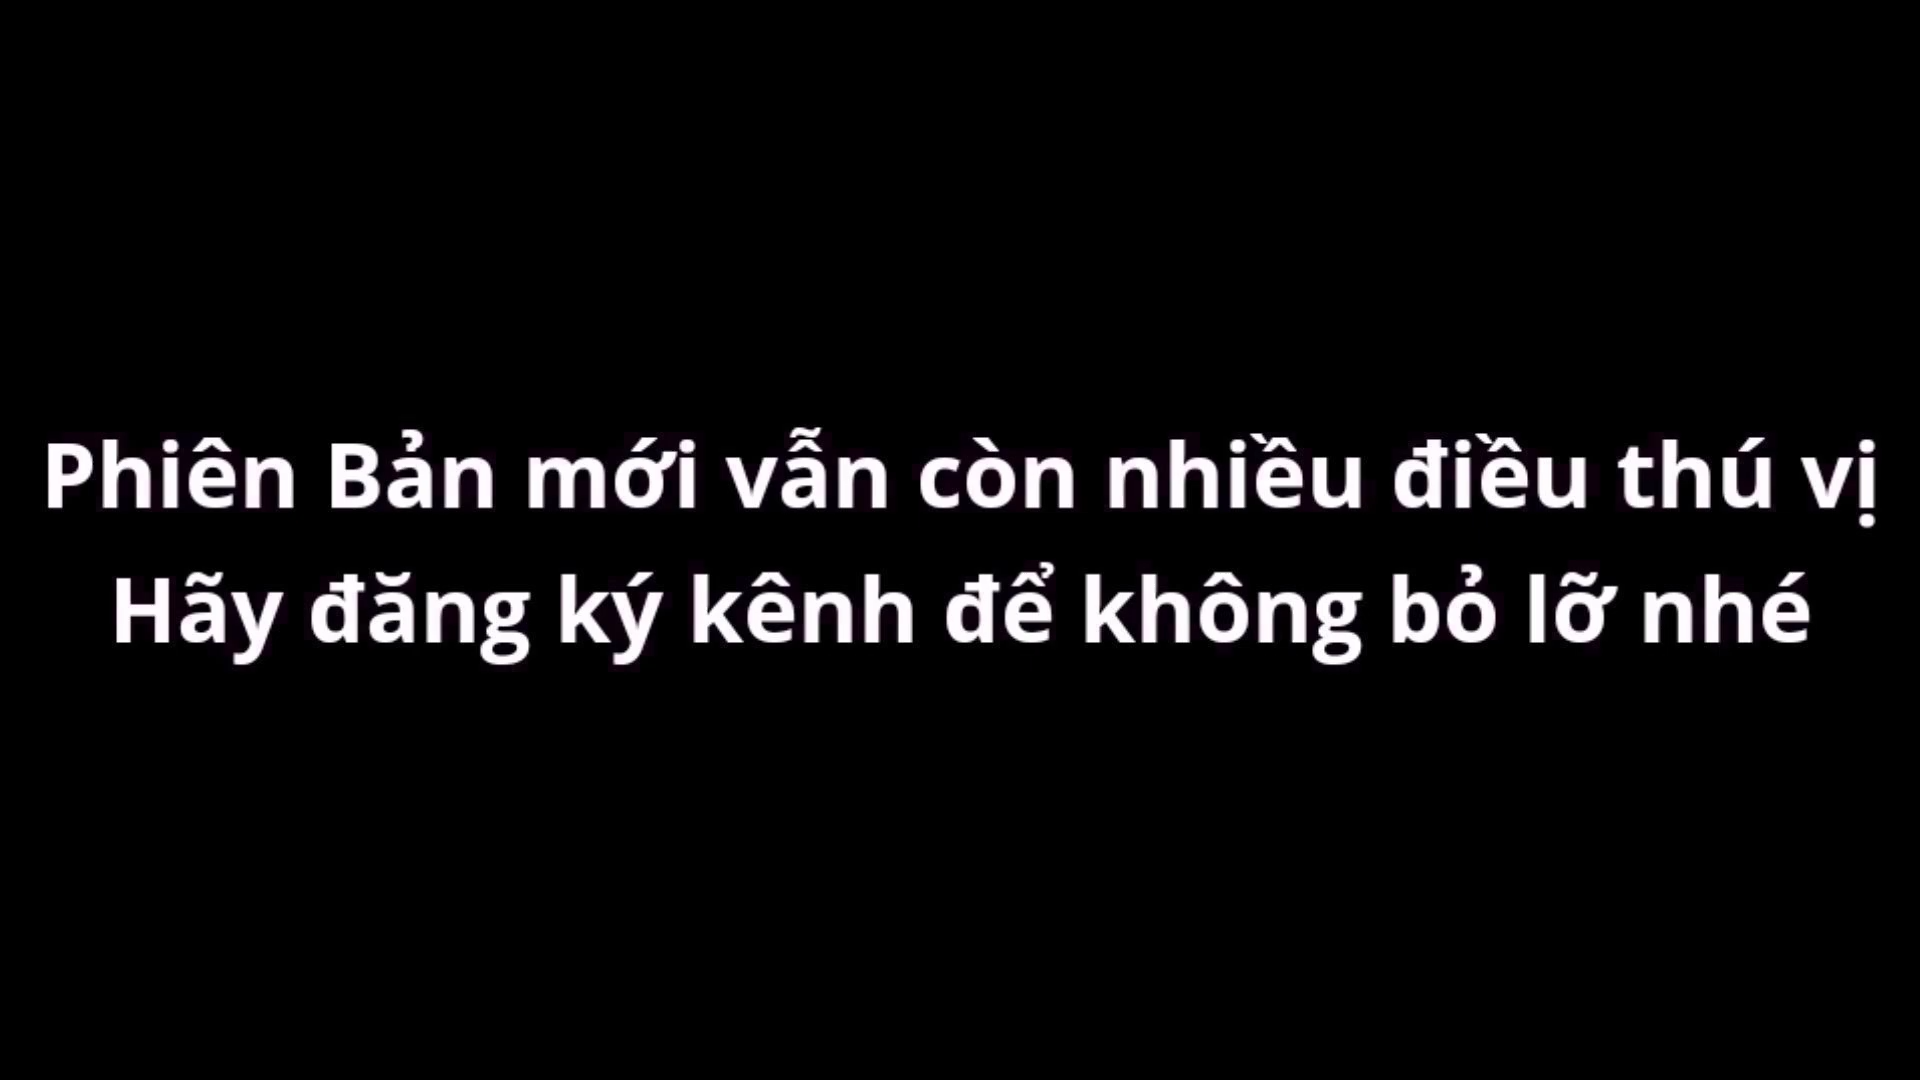 Phiên Bản mới vẫn còn nhiều điều thú vị
Hãy đăng ký kênh để không bỏ lỡ nhé